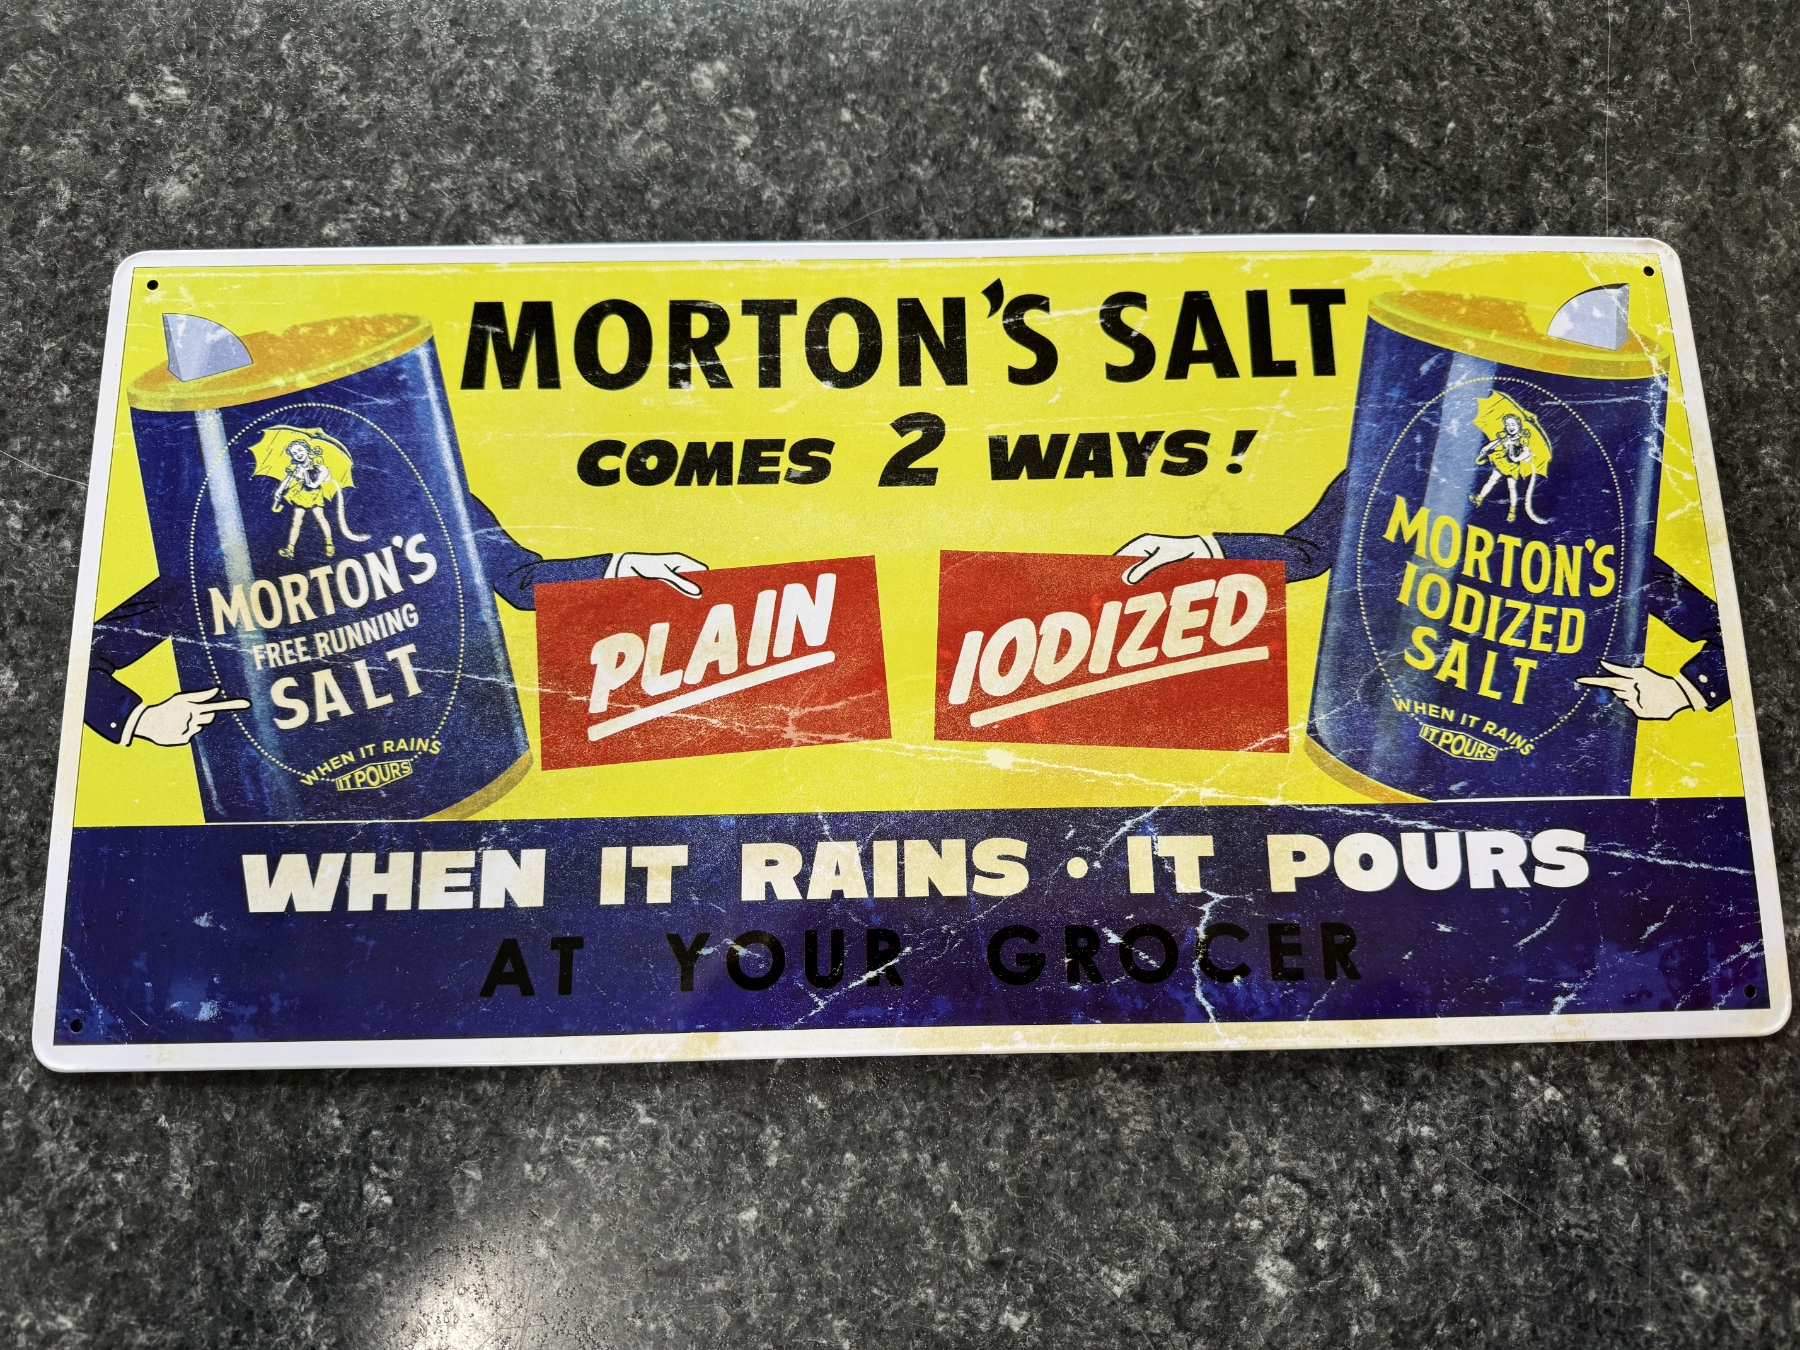 MORTON'S SALT
COMES 2 WAYS!
MORTON'S
FREE RUNNING
SALT
WHEN IT RAINS
IT POURS
PLAIN
IODIZED
MORTON'S
IODIZED
SALT
WHEN IT RAINS
IT POURS
WHEN IT RAINS • IT POURS
AT YOUR GROCER